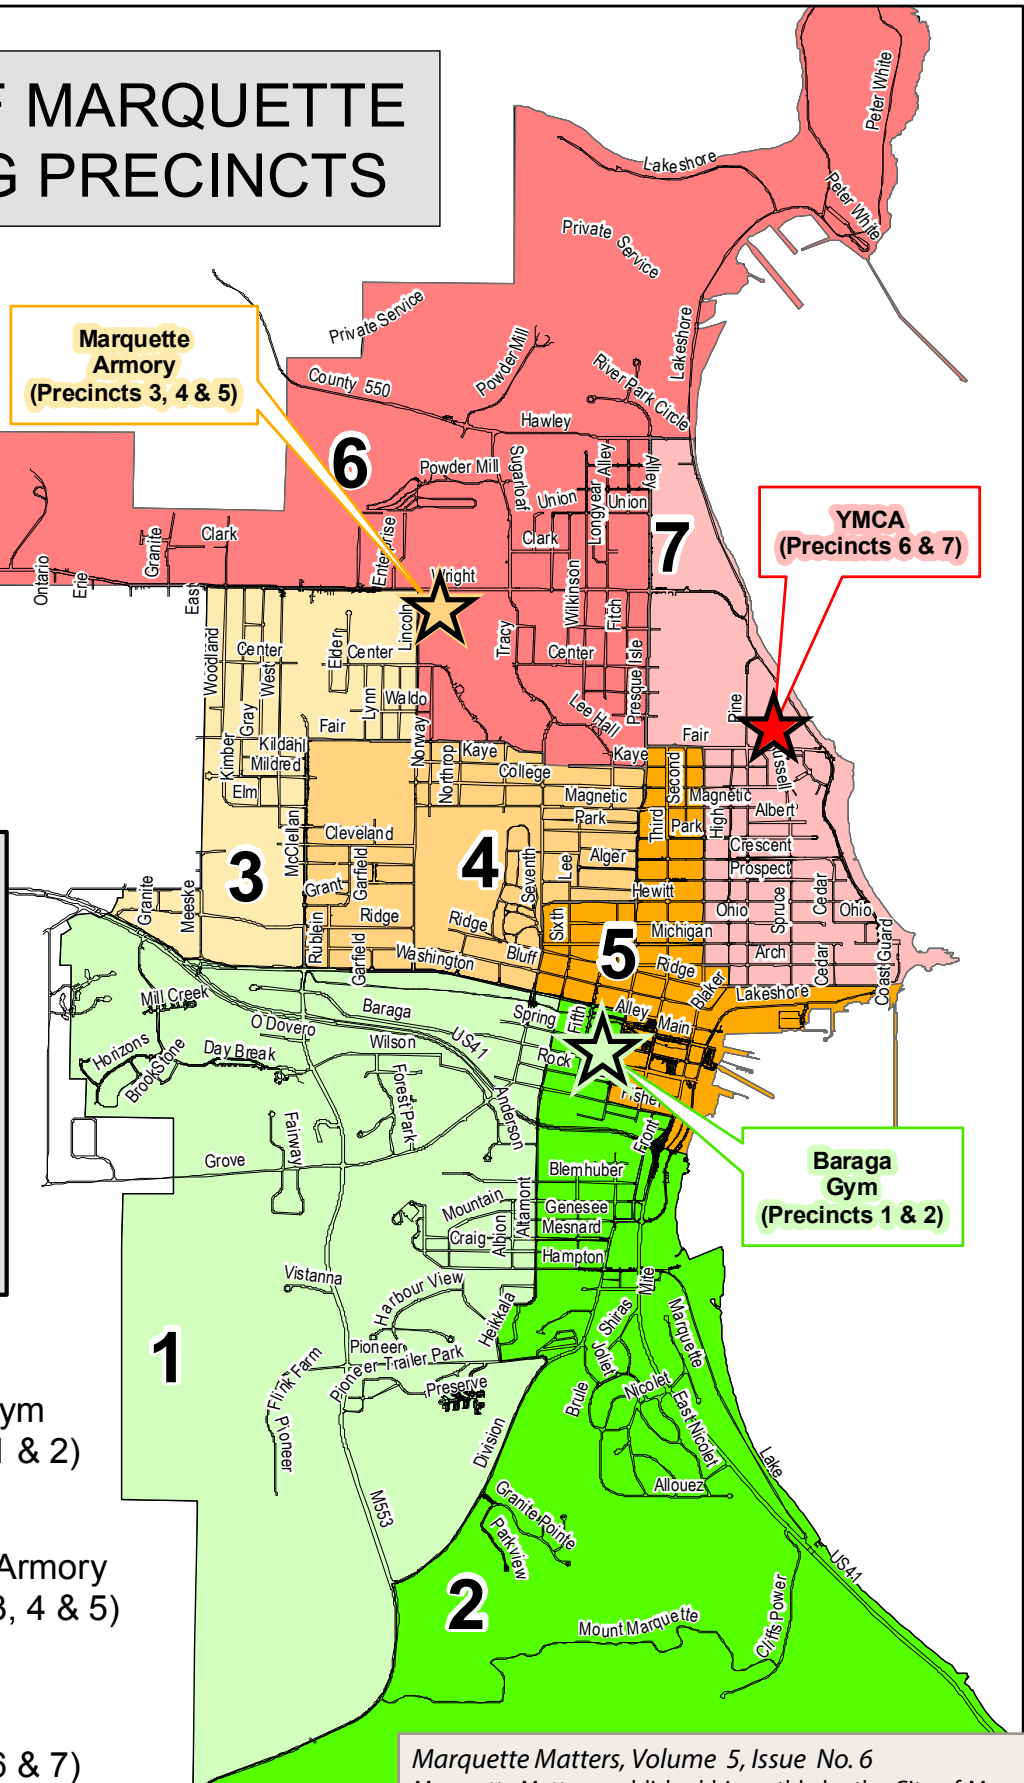 F MARQUETTE
G PRECINCTS
Peter White
Lakeshore
Peter White
Private Service
Private Service
Lakeshore
Marquette
Armory
(Precincts 3, 4 & 5)
County 550
Powder Mill
River Park Circle
Hawley
6
Powder Mill
Sugarloaf
Alley
Alley
Union
Longyear
Union
7
YMCA
(Precincts 6 & 7)
Granite
Clark
Enterprise
Clark
Wright
Ontario
Erie
East
Wilkinson
Fitch
Lincoln
Woodland
Center
West
Elder
Center
Tracy
Center
Presque Isle
Lynn
Waldo
Gray
Fair
Norway
Lee Hall
Pine
Fair
Kimber
Kildahl
Mildred
Northrop
Kaye
Kaye
College
Second
Russell
Elm
Magnetic
Magnetic
Albert
McClellan
Cleveland
Park
Third
Park
High
Crescent
3
4
Garfield
Seventh
Lee
Alger
Prospect
Granite
Meeske
Grant
Hewitt
Cedar
Spruce
Ohio
Ohio
Rublein
Ridge
Ridge
Sixth
Michigan
Garfield
Washington
Bluff
5
Ridge
Arch
Cedar
Coast Guard
Blaker
Lakeshore
Mill Creek
Baraga
Spring
Fifth
Alley
Main
O Dovero
US41
Horizons
BrookStone
Day Break
Wilson
Rock
Forest Park
Anderson
Fisher
Front
Fairway
Grove
Blemhuber
Baraga
Gym
(Precincts 1 & 2)
Mountain
Altamont
Genesee
Craig
Albion
Mesnard
Hampton
Vistanna
Harbour View
Mite
Heikkala
Shiras
Marquette
1
Pioneer
Pioneer Trailer Park
Joliet
Flink Farm
Preserve
Brule
Nicolet
East Nicolet
ym
1 & 2)
Pioneer
Division
Lake
Allouez
M553
Granite Pointe
Parkview
US41
Armory
3, 4 & 5)
2
Mount Marquette
Cliffs Power
6 & 7)
Marquette Matters, Volume 5, Issue No. 6